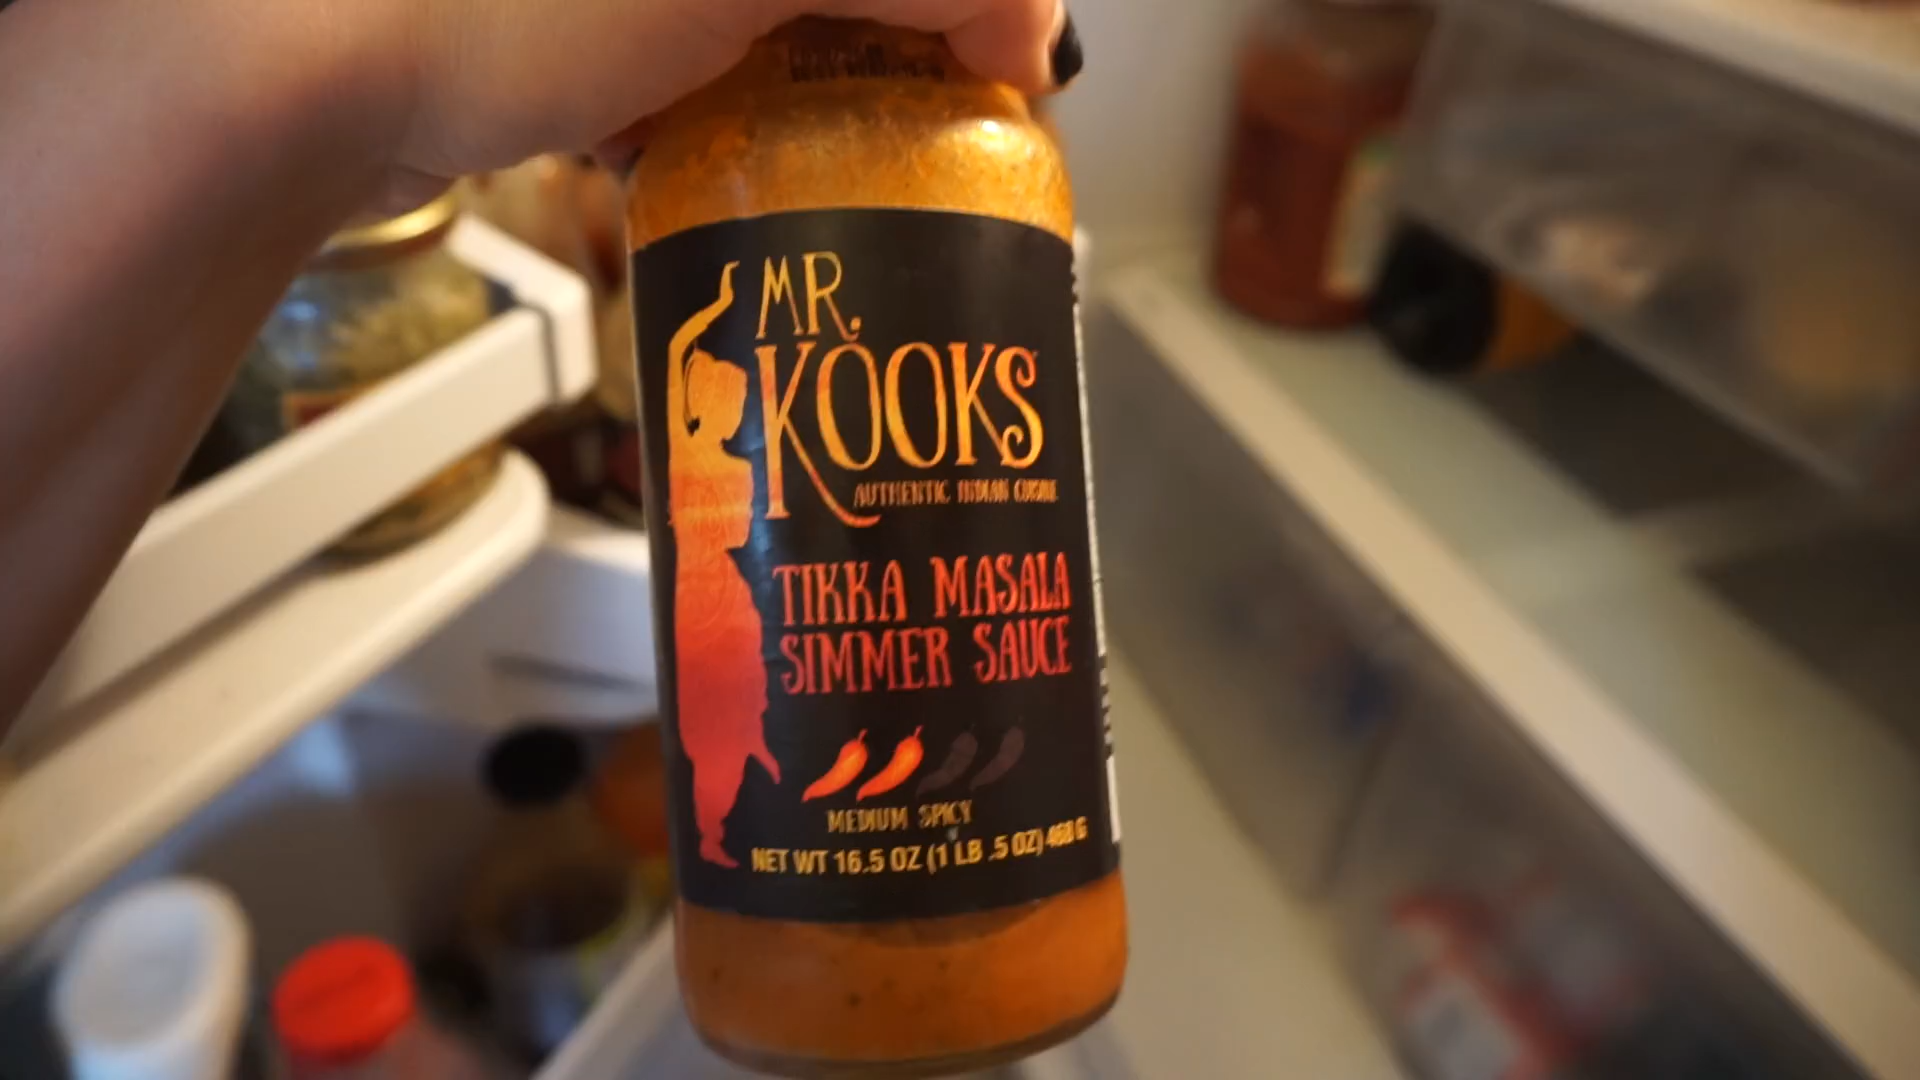 MR.
KOOKS
AUTHENTIC INDIAN CUISINE
TIKKA MASALA
SIMMER SAUCE
MEDIUM SPICY
NET WT 16.5 OZ (1 LB .5 OZ) 468 G